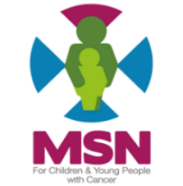 MSN
For Children & Young People
with Cancer